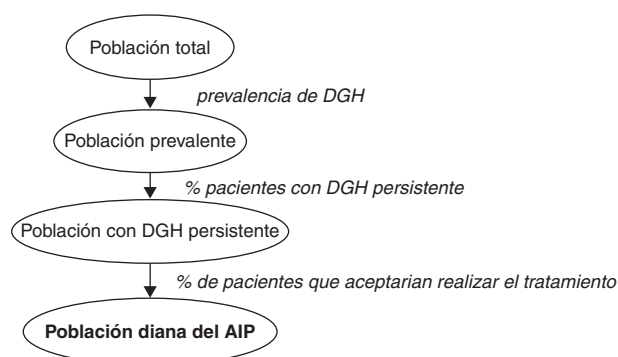 Población total
prevalencia de DGH
Población prevalente
% pacientes con DGH persistente
Población con DGH persistente
% de pacientes que aceptarian realizar el tratamiento
Población diana del AIP